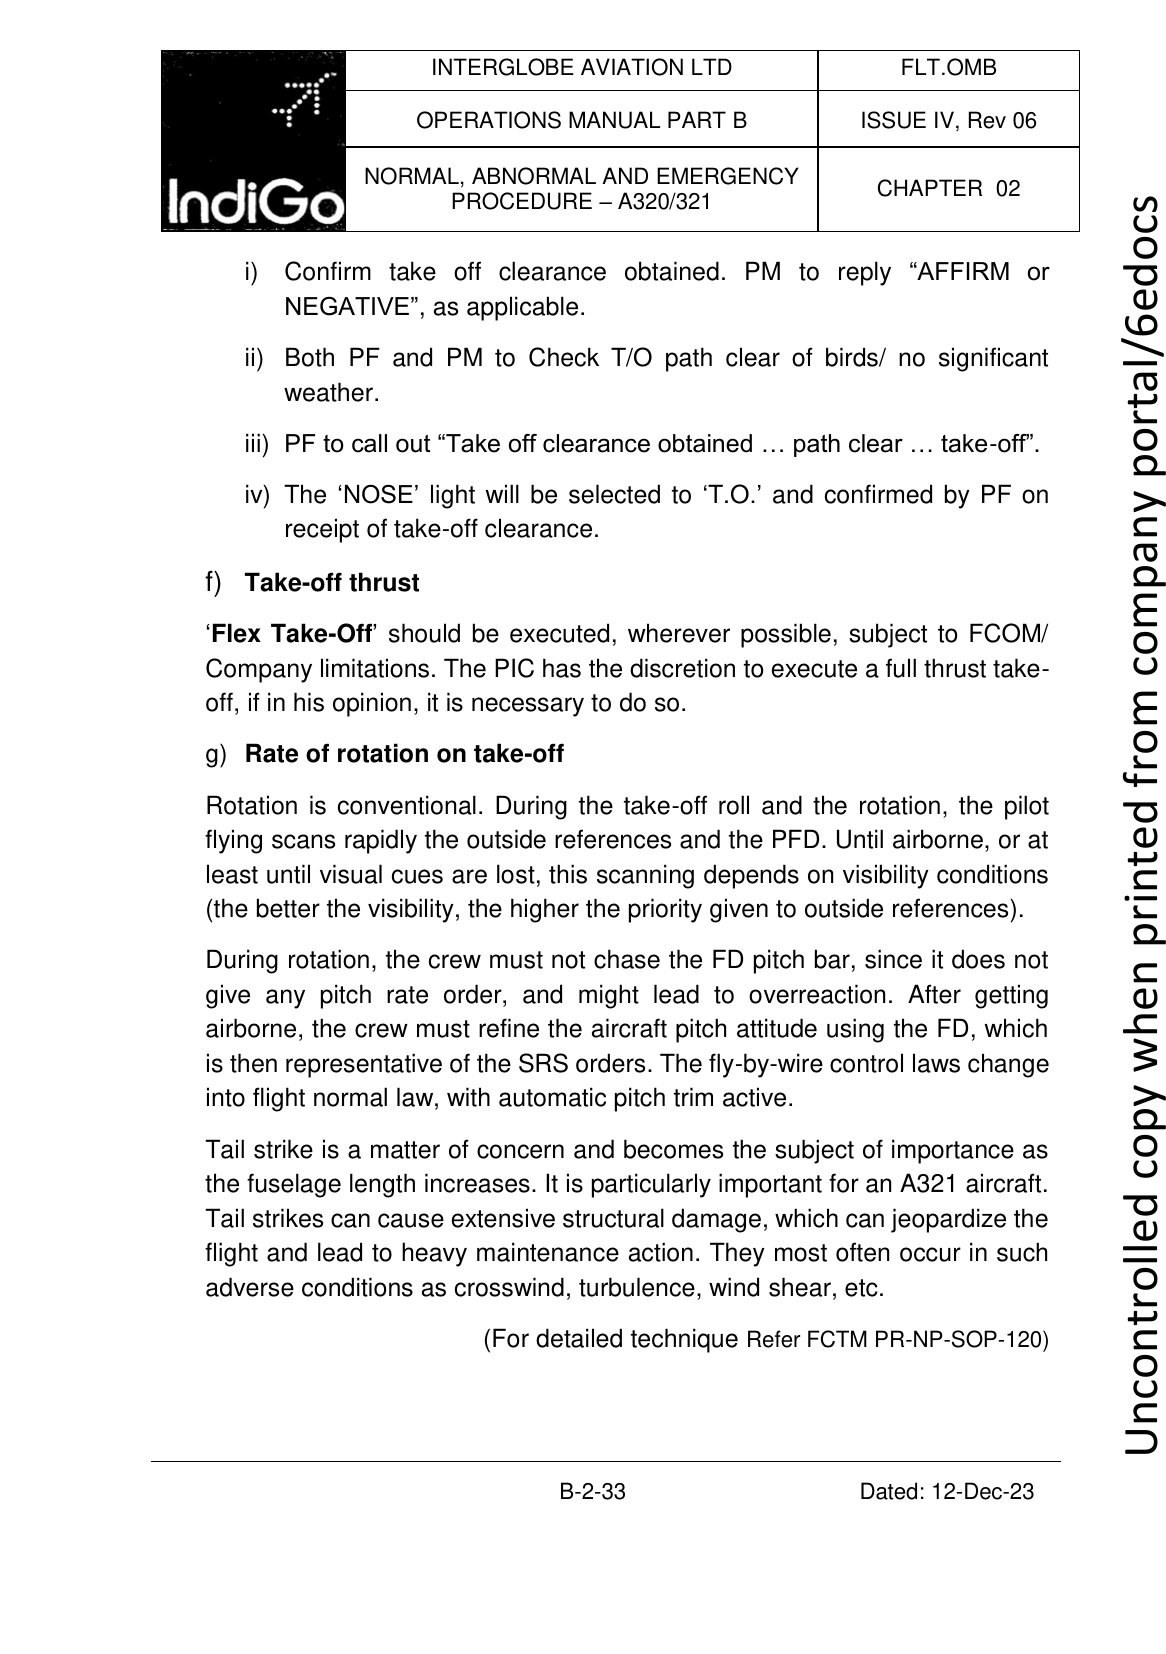 IndiGo
INTERGLOBE AVIATION LTD
FLT.OMB
OPERATIONS MANUAL PART B
ISSUE IV, Rev 06
NORMAL, ABNORMAL AND EMERGENCY
PROCEDURE – A320/321
CHAPTER 02
i) Confirm take off clearance obtained. PM to reply “AFFIRM or
NEGATIVE”, as applicable.
ii) Both PF and PM to Check T/O path clear of birds/ no significant
weather.
iii) PF to call out “Take off clearance obtained … path clear … take-off”.
iv) The ‘NOSE’ light will be selected to ‘T.O.’ and confirmed by PF on
receipt of take-off clearance.
f) Take-off thrust
‘Flex Take-Off’ should be executed, wherever possible, subject to FCOM/
Company limitations. The PIC has the discretion to execute a full thrust take-
off, if in his opinion, it is necessary to do so.
g) Rate of rotation on take-off
Rotation is conventional. During the take-off roll and the rotation, the pilot
flying scans rapidly the outside references and the PFD. Until airborne, or at
least until visual cues are lost, this scanning depends on visibility conditions
(the better the visibility, the higher the priority given to outside references).
During rotation, the crew must not chase the FD pitch bar, since it does not
give any pitch rate order, and might lead to overreaction. After getting
airborne, the crew must refine the aircraft pitch attitude using the FD, which
is then representative of the SRS orders. The fly-by-wire control laws change
into flight normal law, with automatic pitch trim active.
Tail strike is a matter of concern and becomes the subject of importance as
the fuselage length increases. It is particularly important for an A321 aircraft.
Tail strikes can cause extensive structural damage, which can jeopardize the
flight and lead to heavy maintenance action. They most often occur in such
adverse conditions as crosswind, turbulence, wind shear, etc.
(For detailed technique Refer FCTM PR-NP-SOP-120)
B-2-33
Dated: 12-Dec-23
Uncontrolled copy when printed from company portal/6edocs